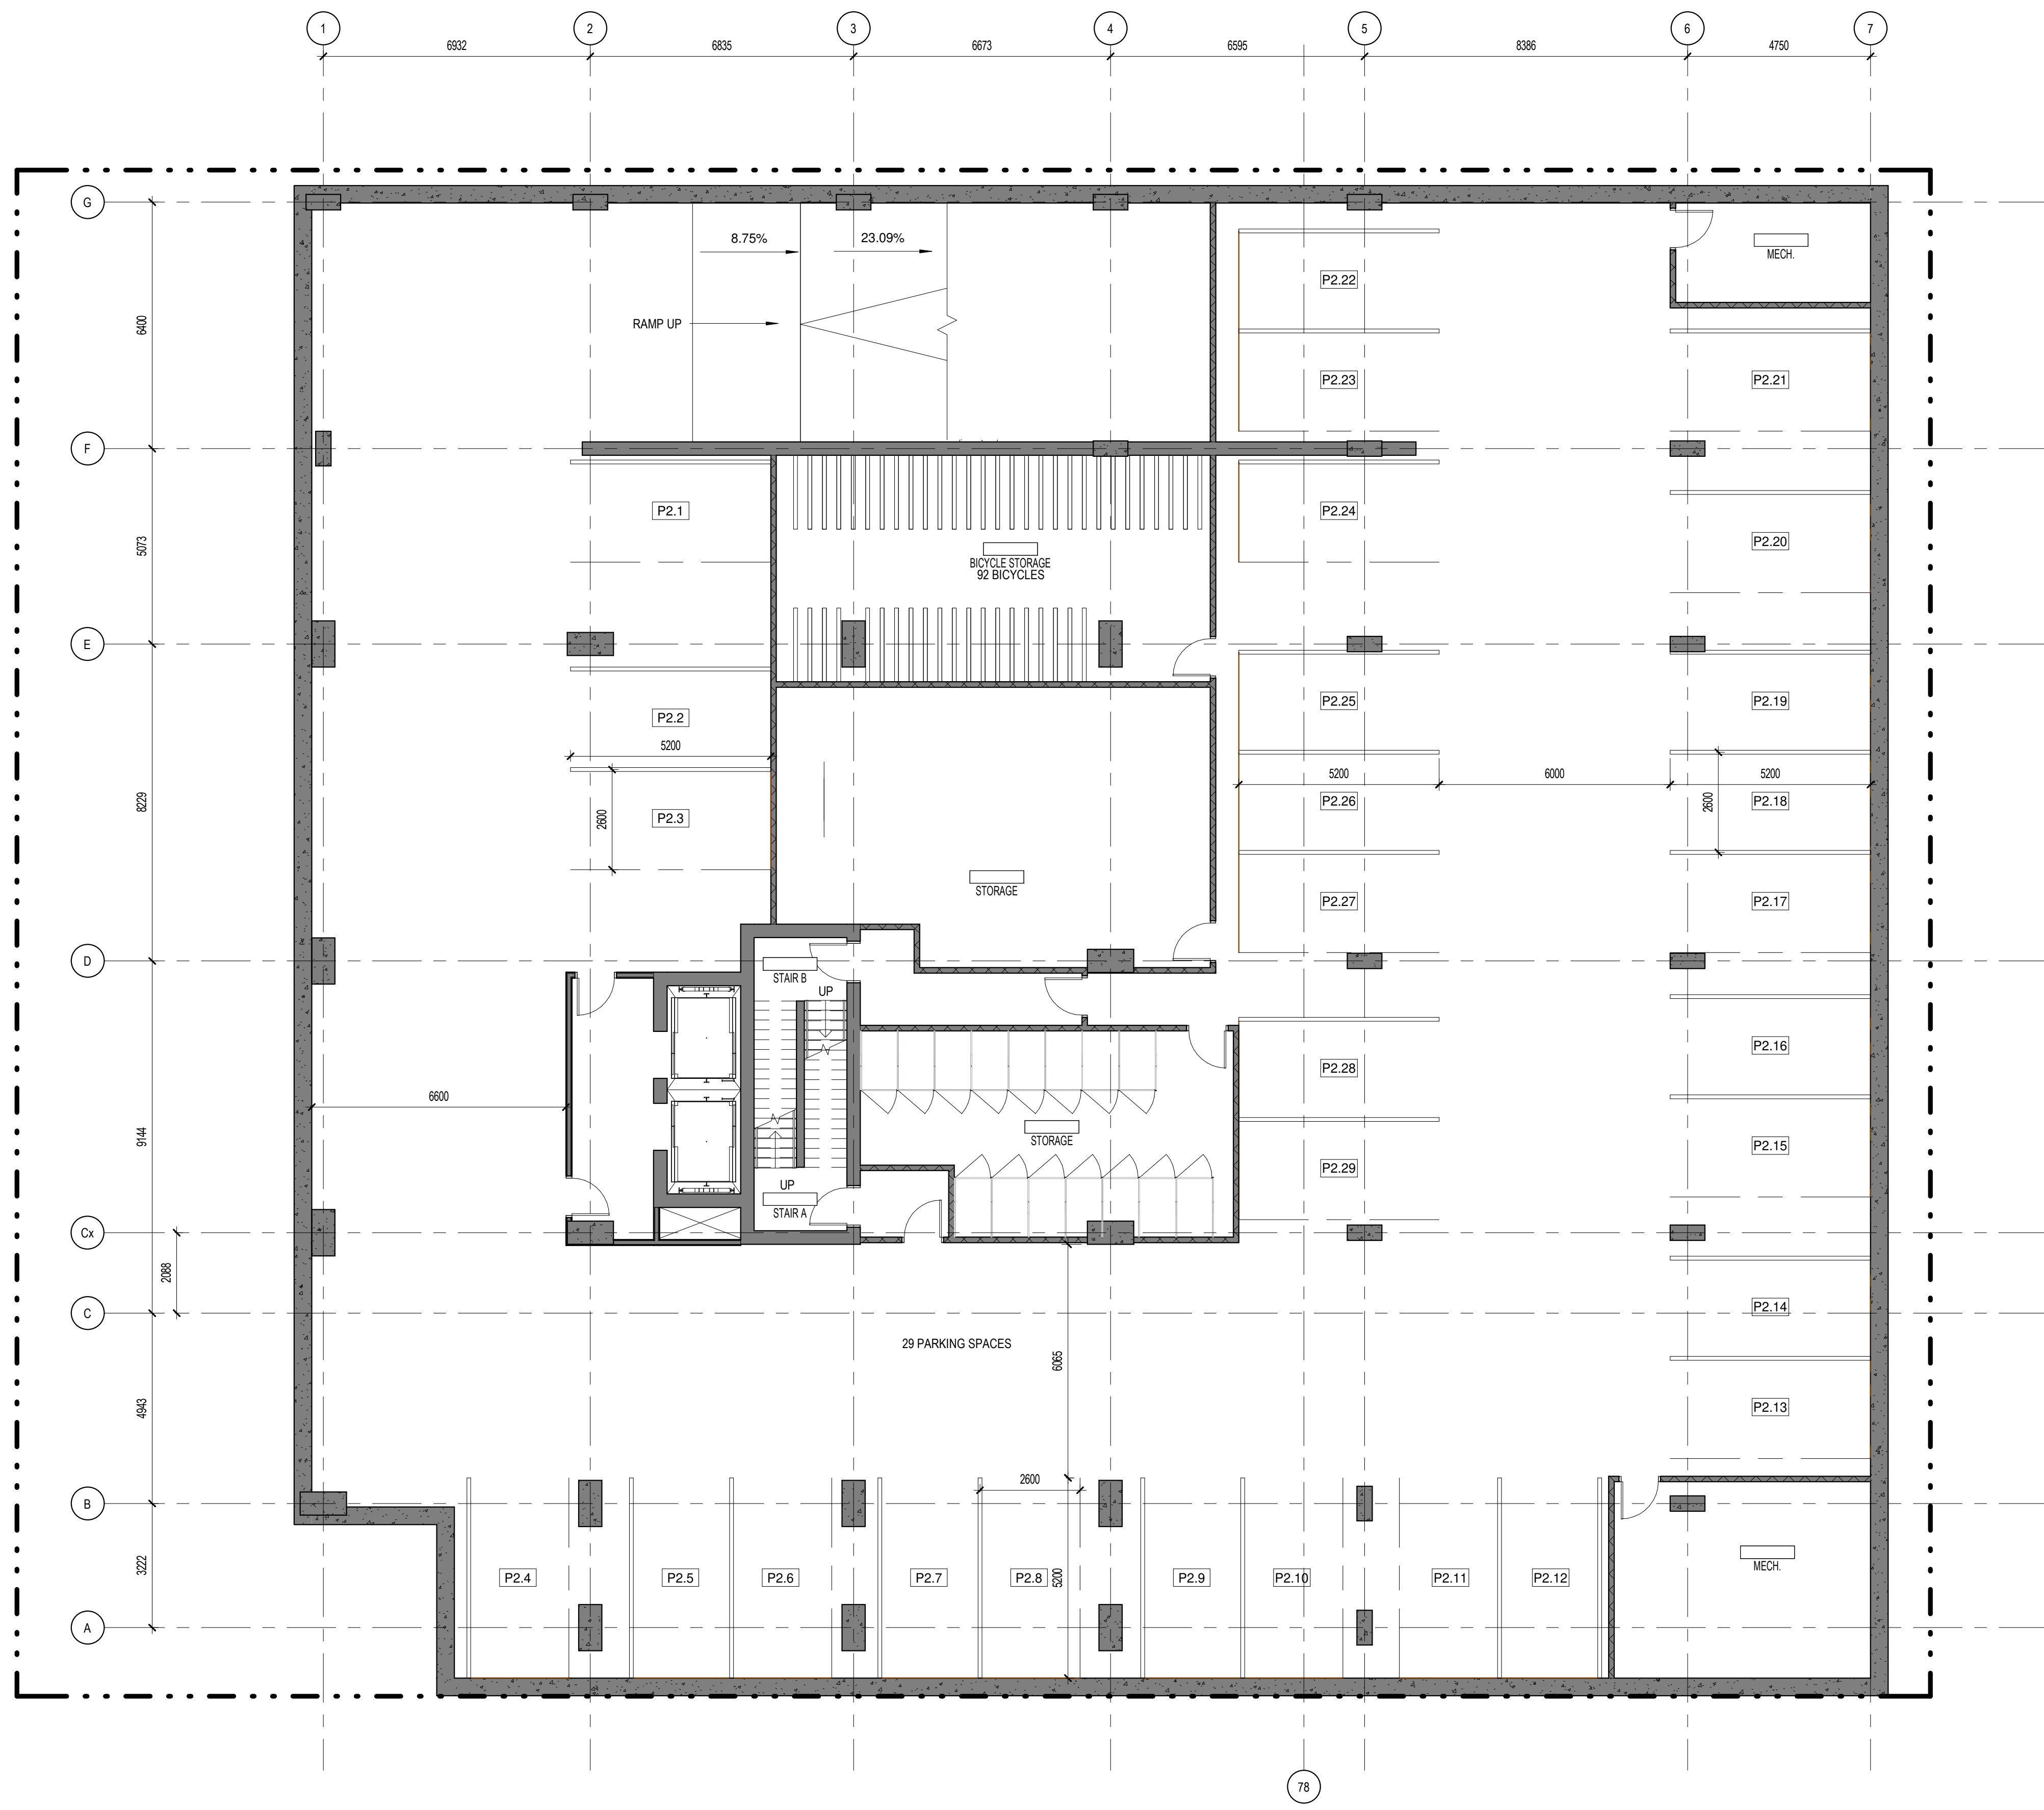 1
2
3
4
5
6
7
6932
6835
6673
6595
8386
4750
G
8.75%
23.09%
MECH.
P2.22
6400
RAMP UP
P2.23
P2.21
F
P2.1
P2.24
5073
P2.20
BICYCLE STORAGE
92 BICYCLES
E
P2.2
P2.25
P2.19
5200
5200
6000
5200
8229
2600
P2.3
P2.26
2600
P2.18
STORAGE
P2.27
P2.17
D
STAIR B
UP
P2.16
P2.28
6600
9144
STORAGE
P2.15
P2.29
UP
STAIR A
Cx
2088
C
P2.14
29 PARKING SPACES
6065
4943
P2.13
2600
B
3222
P2.4
P2.5
P2.6
P2.7
P2.8
5200
P2.9
P2.10
P2.11
P2.12
MECH.
A
78